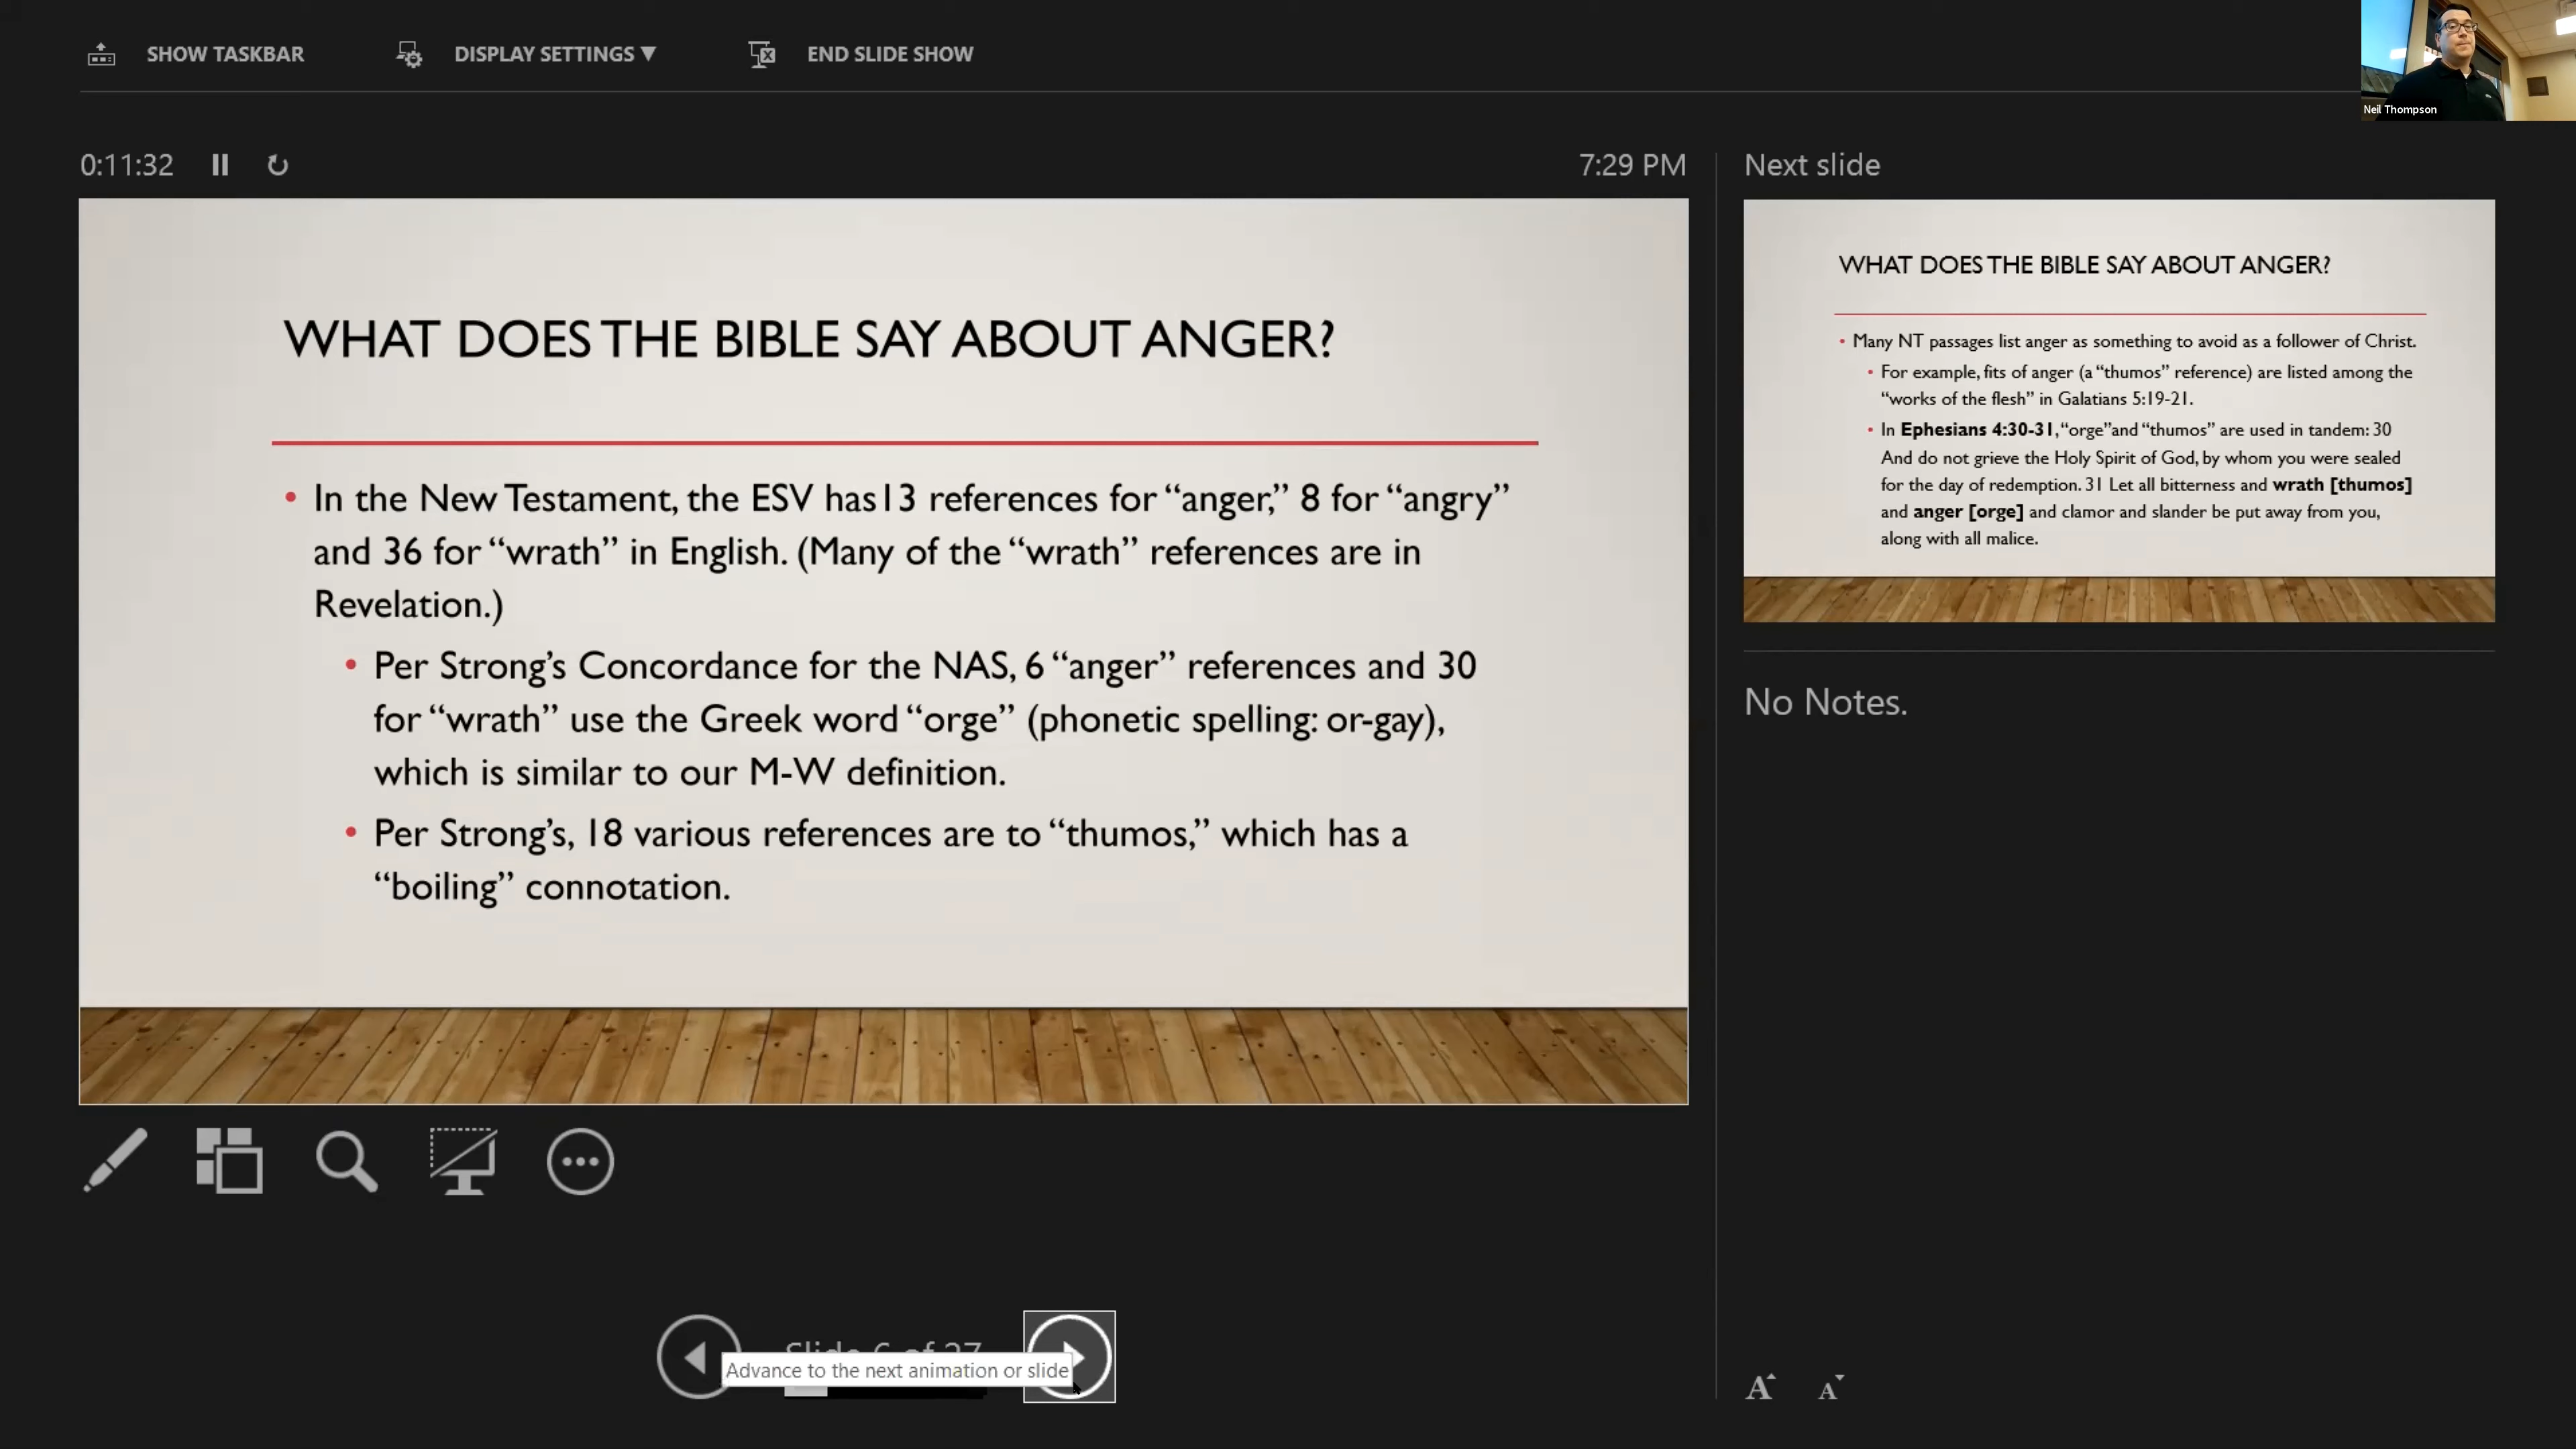 SHOW TASKBAR
DISPLAY SETTINGS ▼
END SLIDE SHOW
Neil Thompson
0:11:32
7:29 PM
WHAT DOES THE BIBLE SAY ABOUT ANGER?
• In the New Testament, the ESV has13 references for “anger,” 8 for “angry”
and 36 for “wrath” in English. (Many of the “wrath” references are in
Revelation.)
• Per Strong’s Concordance for the NAS, 6 “anger” references and 30
for “wrath” use the Greek word “orge” (phonetic spelling: or-gay),
which is similar to our M-W definition.
• Per Strong’s, 18 various references are to “thumos,” which has a
“boiling” connotation.
Slide 6 of 27
Advance to the next animation or slide
Next slide
WHAT DOES THE BIBLE SAY ABOUT ANGER?
• Many NT passages list anger as something to avoid as a follower of Christ.
• For example, fits of anger (a “thumos” reference) are listed among the
“works of the flesh” in Galatians 5:19-21.
• In Ephesians 4:30-31, “orge”and “thumos” are used in tandem: 30
And do not grieve the Holy Spirit of God, by whom you were sealed
for the day of redemption. 31 Let all bitterness and wrath [thumos]
and anger [orge] and clamor and slander be put away from you,
along with all malice.
No Notes.
A A